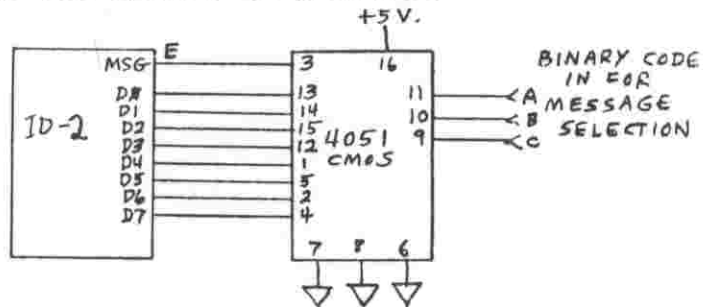 +5 V.
MSG E 3 16
BINARY CODE
IN FOR
MESSAGE
SELECTION
D0 13 11 A
D1 14 10 B
D2 15 9 C
D3 12
D4 1
D5 5
D6 2
D7 4
ID-2
4051
CMOS
7 8 6